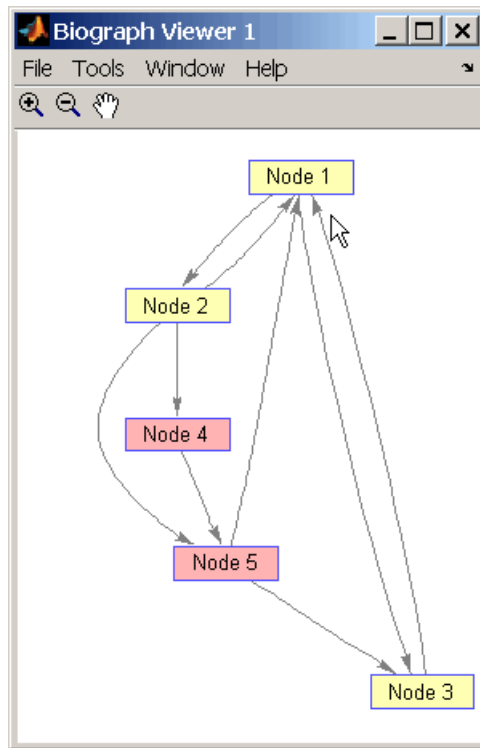 Biograph Viewer 1
File Tools Window Help
Node 1
Node 2
Node 4
Node 5
Node 3